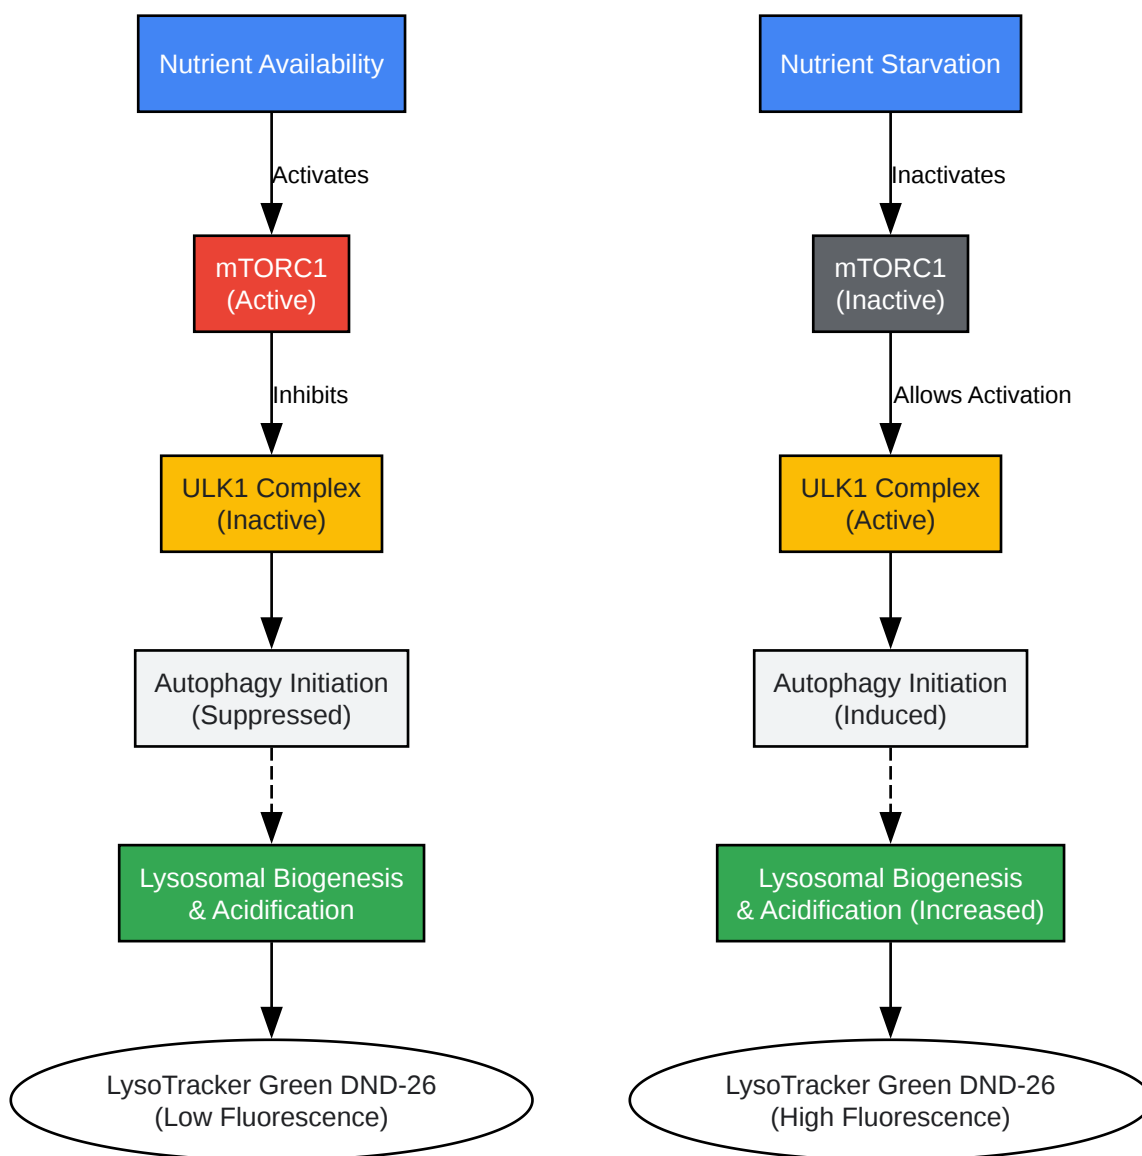 Nutrient Availability
Activates
mTORC1
(Active)
Inhibits
ULK1 Complex
(Inactive)
Autophagy Initiation
(Suppressed)
Lysosomal Biogenesis
& Acidification
LysoTracker Green DND-26
(Low Fluorescence)
Nutrient Starvation
Inactivates
mTORC1
(Inactive)
Allows Activation
ULK1 Complex
(Active)
Autophagy Initiation
(Induced)
Lysosomal Biogenesis
& Acidification (Increased)
LysoTracker Green DND-26
(High Fluorescence)